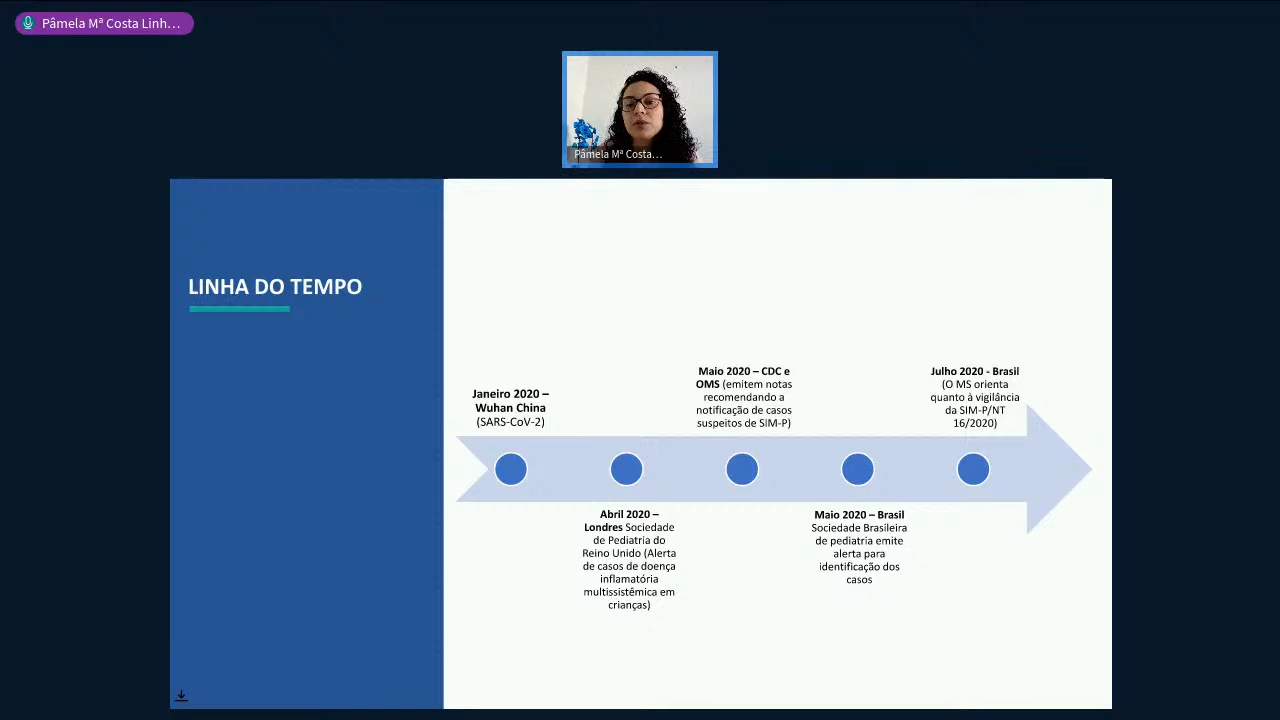 Pâmela Mª Costa Linh...
Pâmela Mª Costa...
LINHA DO TEMPO
Janeiro 2020 –
Wuhan China
(SARS-CoV-2)
Abril 2020 –
Londres Sociedade
de Pediatria do
Reino Unido (Alerta
de casos de doença
inflamatória
multissistêmica em
crianças)
Maio 2020 – CDC e
OMS (emitem notas
recomendando a
notificação de casos
suspeitos de SIM-P)
Maio 2020 – Brasil
Sociedade Brasileira
de pediatria emite
alerta para
identificação dos
casos
Julho 2020 - Brasil
(O MS orienta
quanto à vigilância
da SIM-P/NT
16/2020)